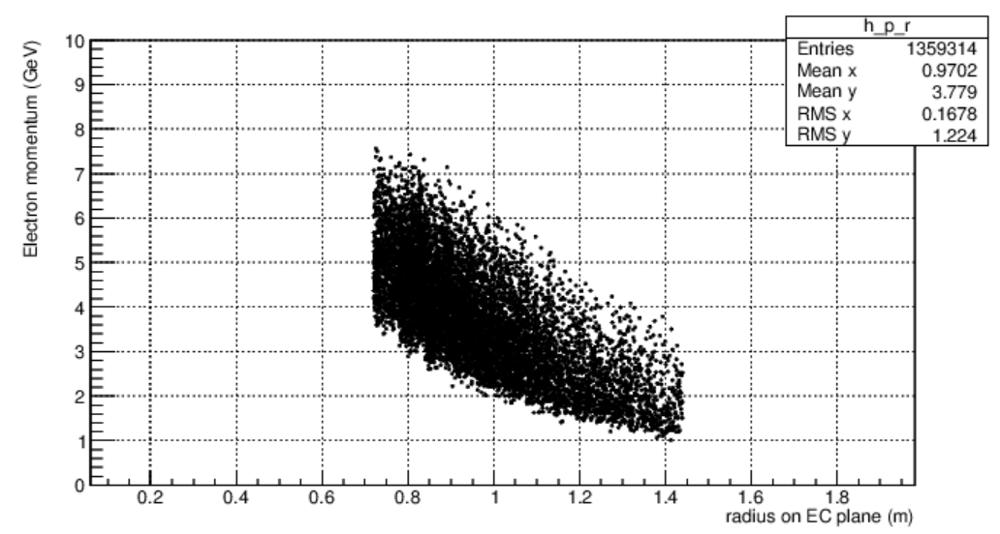 h_p_r
Entries 1359314
Mean x 0.9702
Mean y 3.779
RMS x 0.1678
RMS y 1.224
Electron momentum (GeV)
10
9
8
7
6
5
4
3
2
1
0
0.2 0.4 0.6 0.8 1 1.2 1.4 1.6 1.8
radius on EC plane (m)